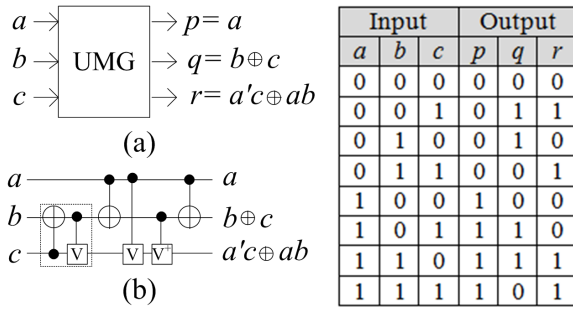 a
b
c
UMG
p= a
q= b⊕c
r= a'c⊕ab
(a)
a
b
c
V
V
V⁺
a
b⊕c
a'c⊕ab
(b)
Input Output
a b c p q r
0 0 0 0 0 0
0 0 1 0 1 1
0 1 0 0 1 0
0 1 1 0 0 1
1 0 0 1 0 0
1 0 1 1 1 0
1 1 0 1 1 1
1 1 1 1 0 1